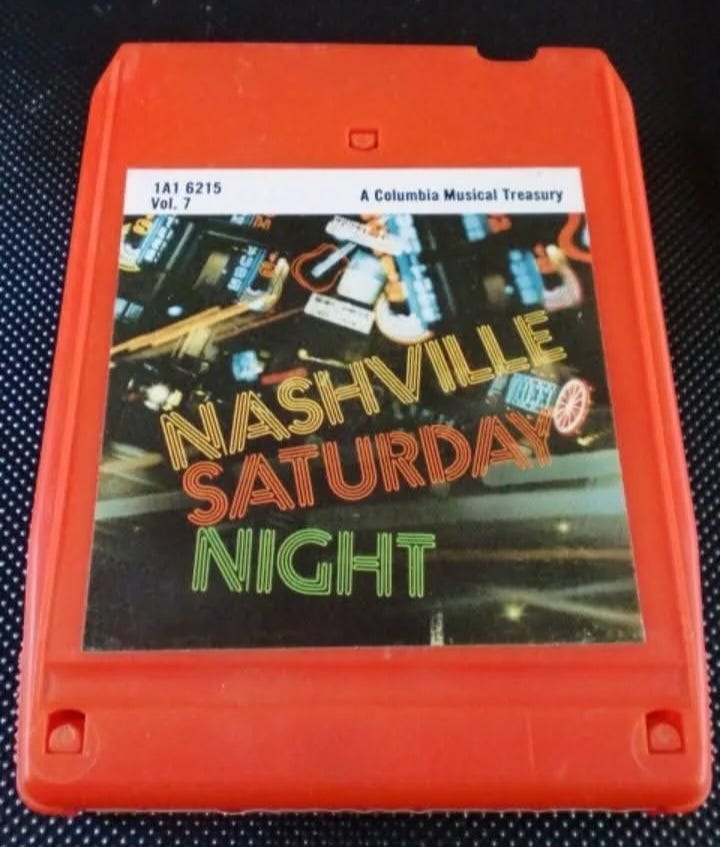 1A1 6215
Vol. 7
A Columbia Musical Treasury
NASHVILLE
SATURDAY
NIGHT